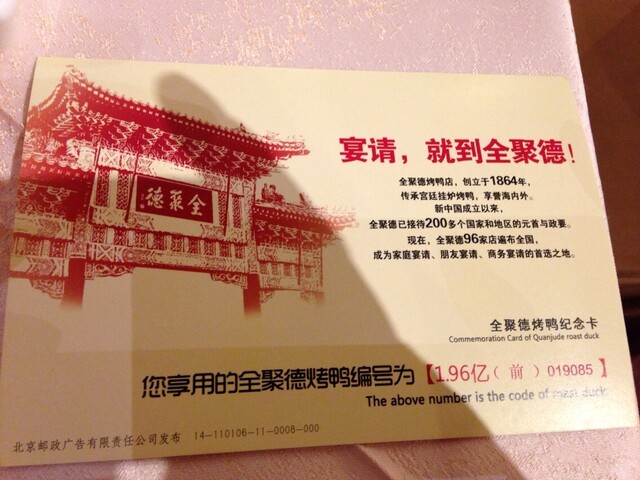 德聚全
宴请，就到全聚德！
全聚德烤鸭店，创立于1864年，
传承宫廷挂炉烤鸭，享誉海内外。
新中国成立以来，
全聚德已接待200多个国家和地区的元首与政要。
现在，全聚德96家店遍布全国，
成为家庭宴请、朋友宴请、商务宴请的首选之地。
全聚德烤鸭纪念卡
Commemoration Card of Quanjude roast duck
您享用的全聚德烤鸭编号为【1.96亿（前）019085】
The above number is the code of roast duck
北京邮政广告有限责任公司发布 14-110106-11-0008-000